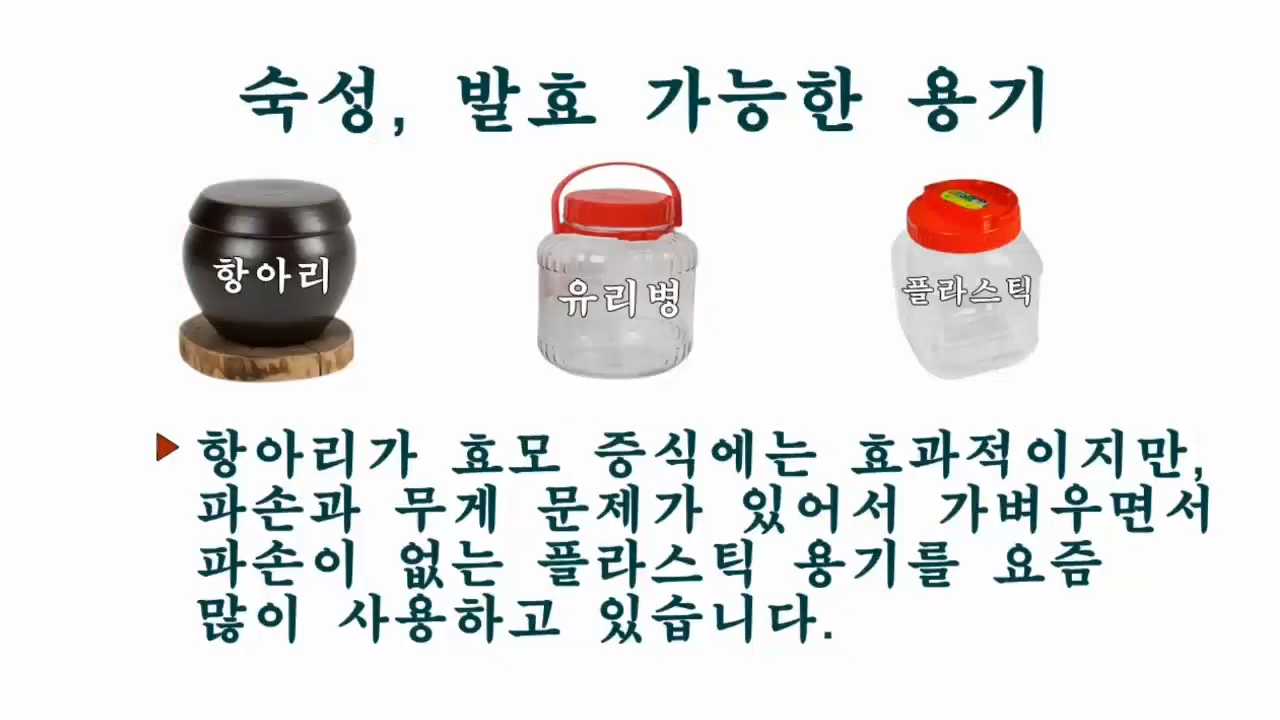 숙성, 발효 가능한 용기
항아리
유리병
플라스틱
항아리가 효모 증식에는 효과적이지만,
파손과 무게 문제가 있어서 가벼우면서
파손이 없는 플라스틱 용기를 요즘
많이 사용하고 있습니다.